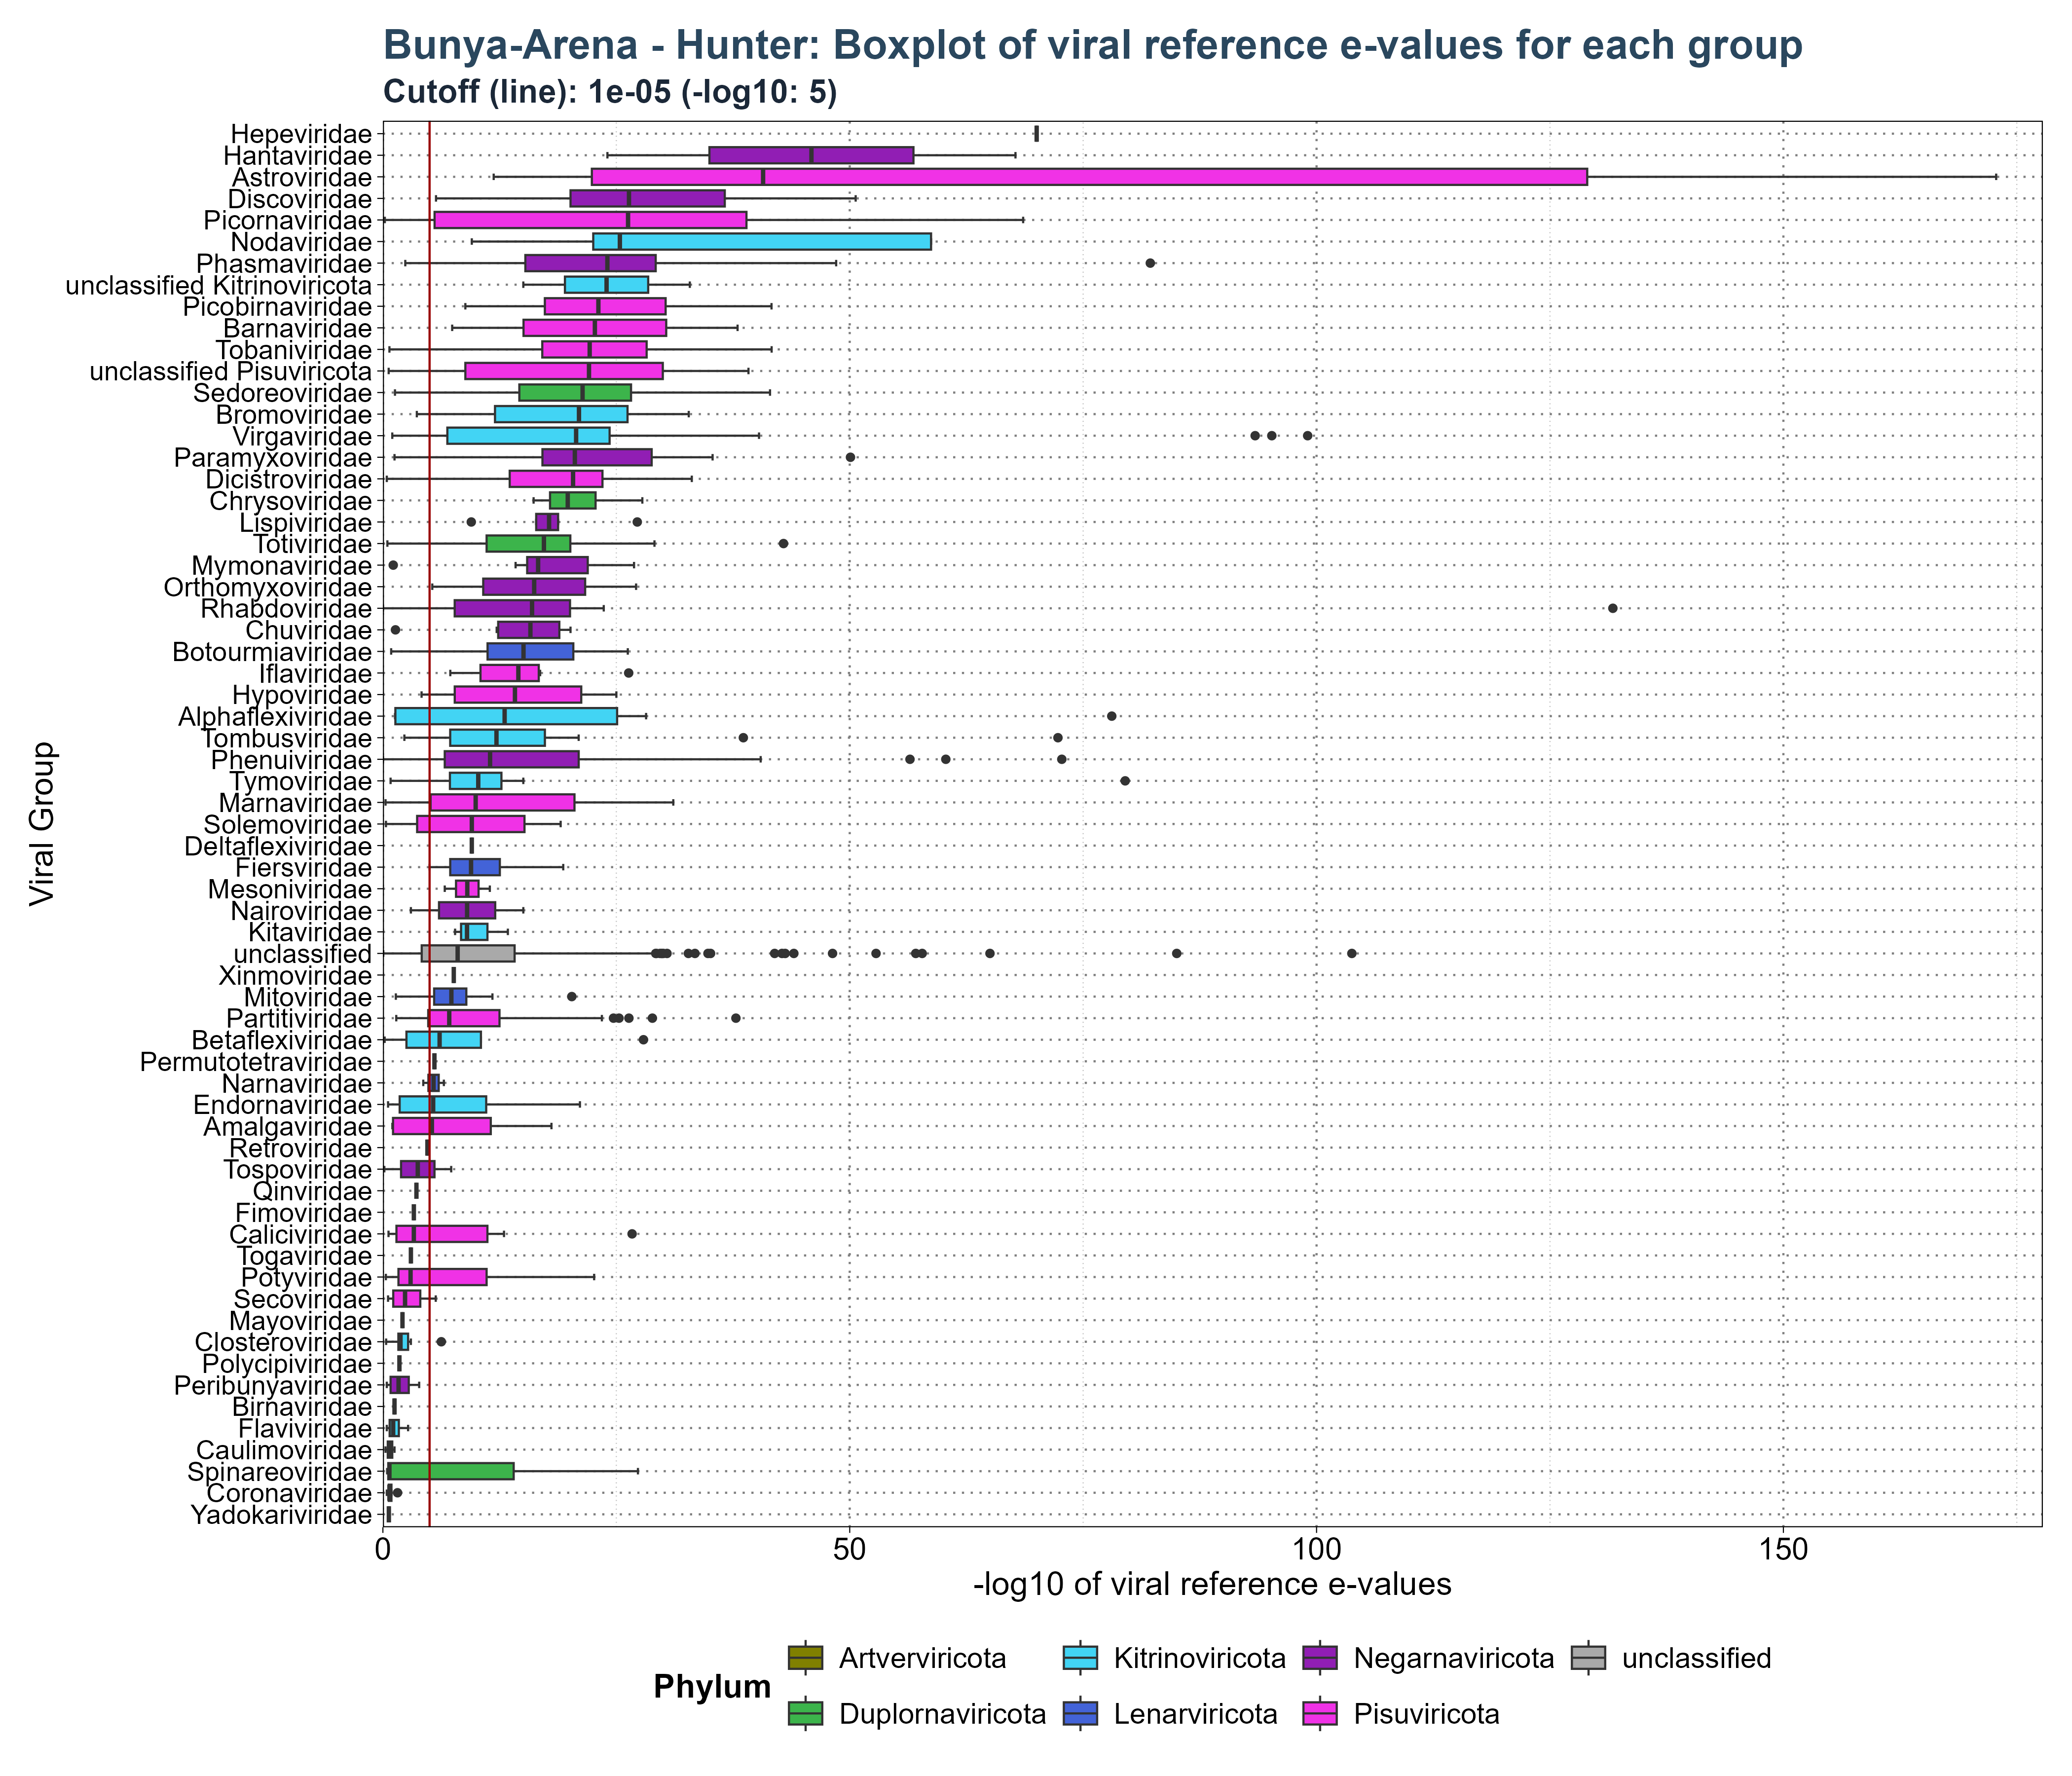 Bunya-Arena - Hunter: Boxplot of viral reference e-values for each group
Cutoff (line): 1e-05 (-log10: 5)
Viral Group
Hepeviridae
Hantaviridae
Astroviridae
Discoviridae
Picornaviridae
Nodaviridae
Phasmaviridae
unclassified Kitrinoviricota
Picobirnaviridae
Barnaviridae
Tobaniviridae
unclassified Pisuviricota
Sedoreoviridae
Bromoviridae
Virgaviridae
Paramyxoviridae
Dicistroviridae
Chrysoviridae
Lispiviridae
Totiviridae
Mymonaviridae
Orthomyxoviridae
Rhabdoviridae
Chuviridae
Botourmiaviridae
Iflaviridae
Hypoviridae
Alphaflexiviridae
Tombusviridae
Phenuiviridae
Tymoviridae
Marnaviridae
Solemoviridae
Deltaflexiviridae
Fiersviridae
Mesoniviridae
Nairoviridae
Kitaviridae
unclassified
Xinmoviridae
Mitoviridae
Partitiviridae
Betaflexiviridae
Permutotetraviridae
Narnaviridae
Endornaviridae
Amalgaviridae
Retroviridae
Tospoviridae
Qinviridae
Fimoviridae
Caliciviridae
Togaviridae
Potyviridae
Secoviridae
Mayoviridae
Closteroviridae
Polycipiviridae
Peribunyaviridae
Birnaviridae
Flaviviridae
Caulimoviridae
Spinareoviridae
Coronaviridae
Yadokariviridae
0 50 100 150
-log10 of viral reference e-values
Phylum
Artverviricota Kitrinoviricota Negarnaviricota unclassified
Duplornaviricota Lenarviricota Pisuviricota